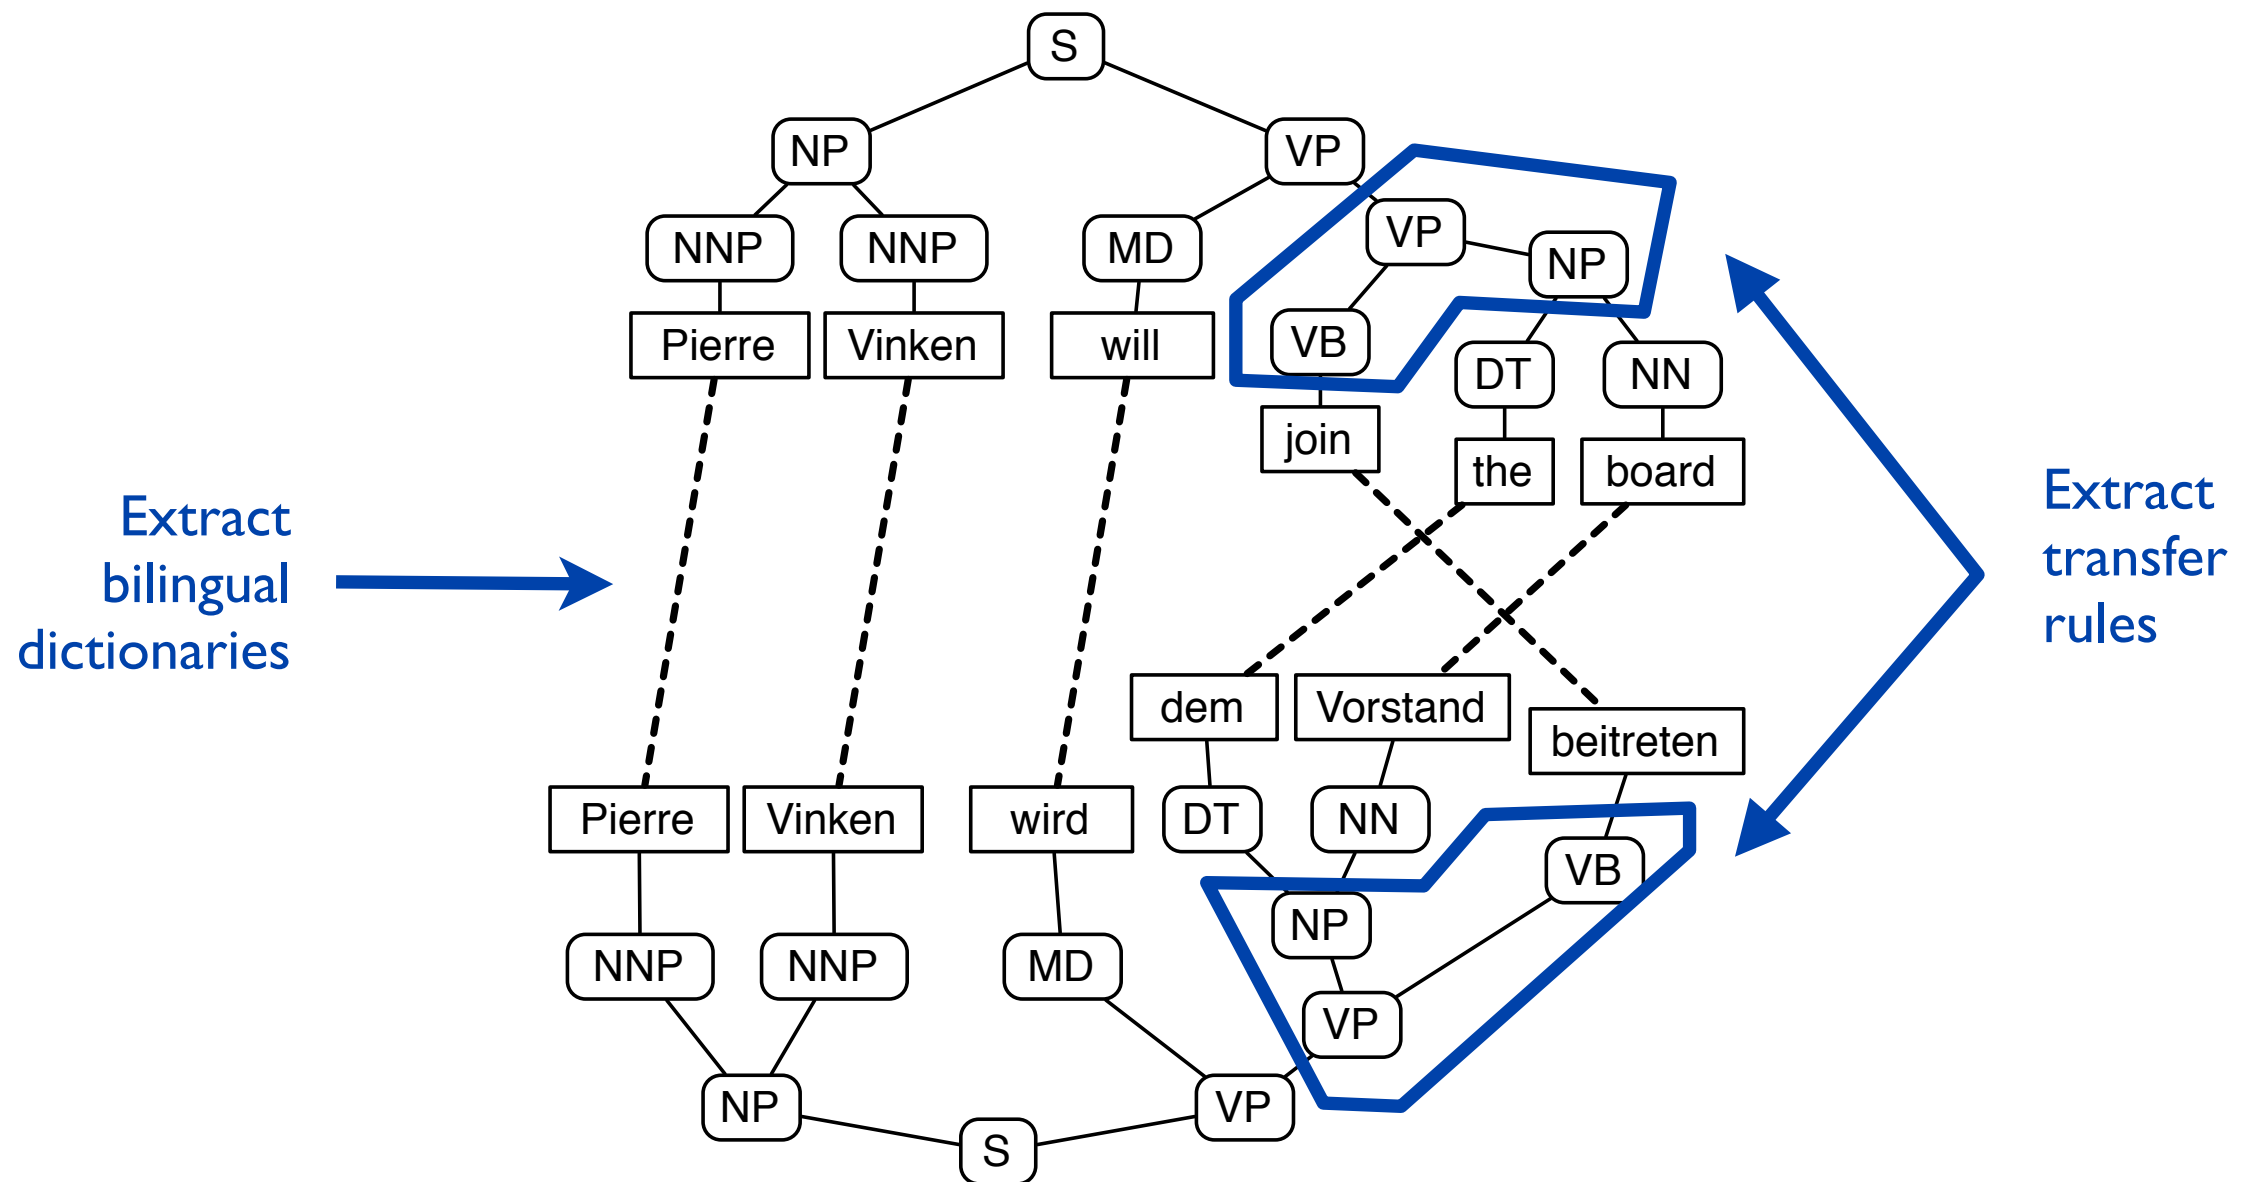 S
NP VP
VP
NNP NNP MD NP
Pierre Vinken will VB
DT NN
join
the board
Extract
bilingual
dictionaries
Extract
transfer
rules
dem Vorstand
beitreten
Pierre Vinken wird DT NN
VB
NP
NNP NNP MD
VP
NP VP
S